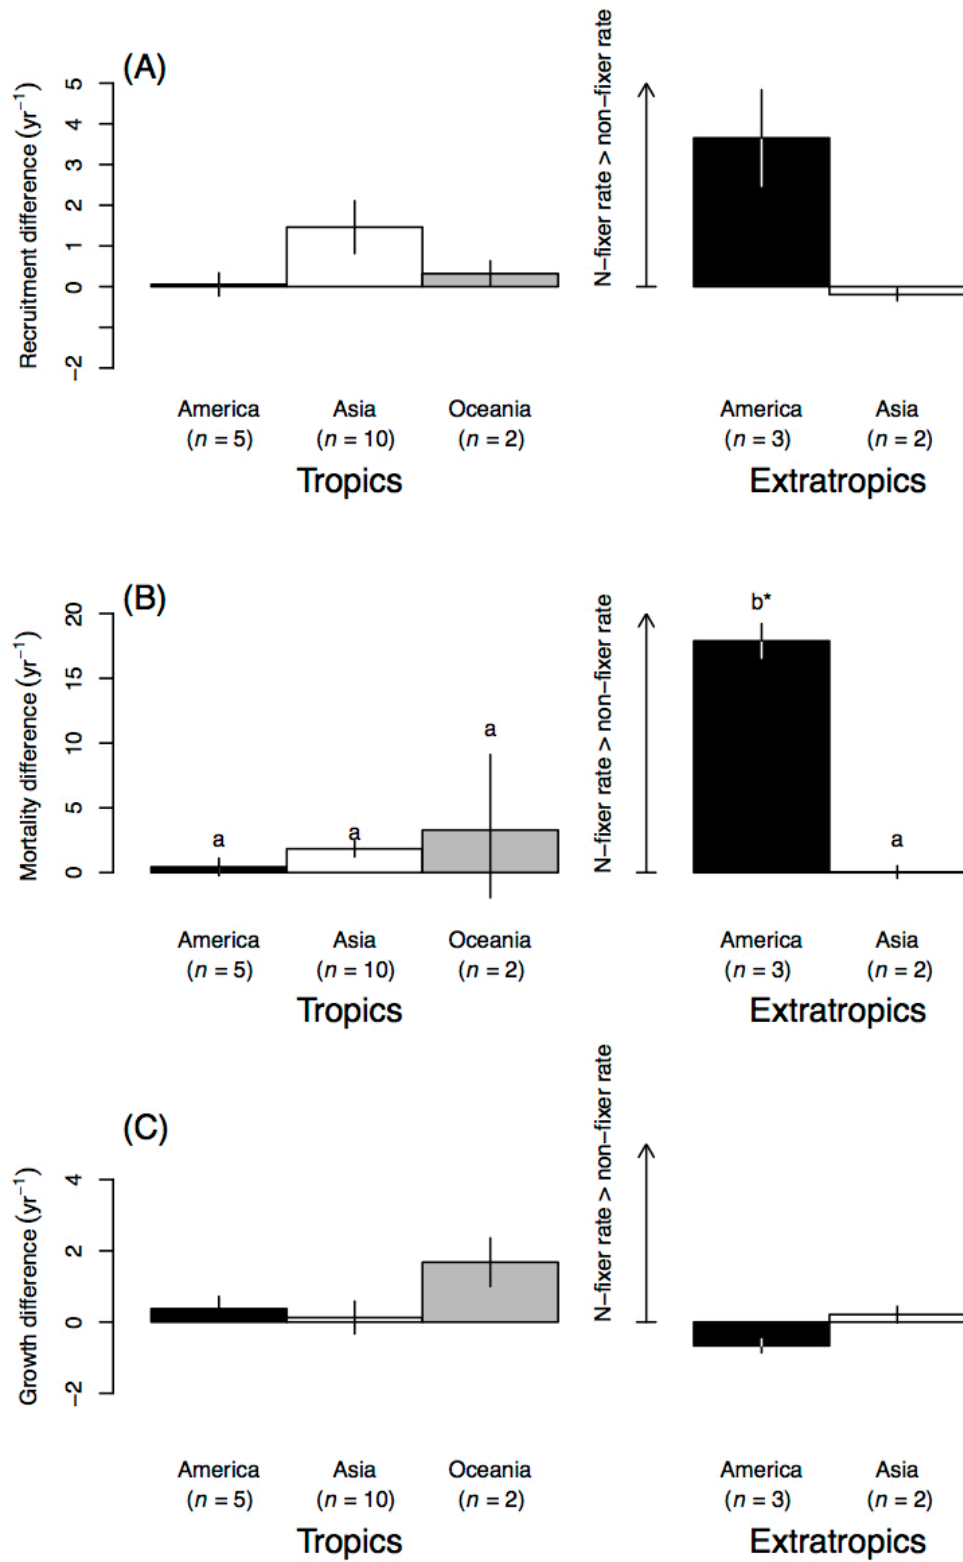 (A)
Recruitment difference (yr⁻¹)
5
4
3
2
1
0
−2
N−fixer rate > non−fixer rate
America Asia Oceania America Asia
(n = 5) (n = 10) (n = 2) (n = 3) (n = 2)
Tropics Extratropics
(B)
Mortality difference (yr⁻¹)
20
15
10
5
0
a a a
N−fixer rate > non−fixer rate
b* a
America Asia Oceania America Asia
(n = 5) (n = 10) (n = 2) (n = 3) (n = 2)
Tropics Extratropics
(C)
Growth difference (yr⁻¹)
4
2
0
−2
N−fixer rate > non−fixer rate
America Asia Oceania America Asia
(n = 5) (n = 10) (n = 2) (n = 3) (n = 2)
Tropics Extratropics